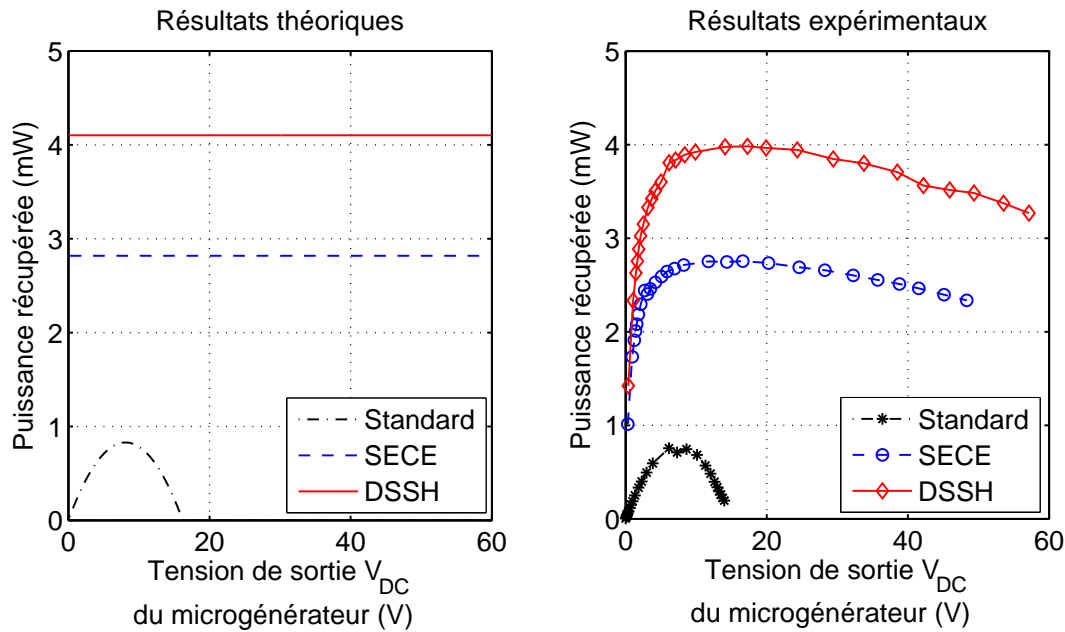 Résultats théoriques
5
4
3
2
1
0
Puissance récupérée (mW)
Standard
SECE
DSSH
0
20
40
60
Tension de sortie V_DC
du microgénérateur (V)
Résultats expérimentaux
5
4
3
2
1
0
Puissance récupérée (mW)
Standard
SECE
DSSH
0
20
40
60
Tension de sortie V_DC
du microgénérateur (V)